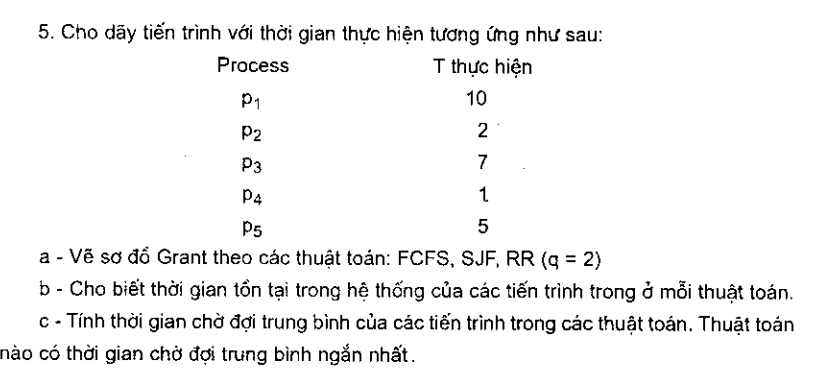 5. Cho dãy tiến trình với thời gian thực hiện tương ứng như sau:
Process T thực hiện
p1 10
p2 2
p3 7
p4 1
p5 5
a - Vẽ sơ đồ Grant theo các thuật toán: FCFS, SJF, RR (q = 2)
b - Cho biết thời gian tồn tại trong hệ thống của các tiến trình trong ở mỗi thuật toán.
c - Tính thời gian chờ đợi trung bình của các tiến trình trong các thuật toán. Thuật toán
nào có thời gian chờ đợi trung bình ngắn nhất.